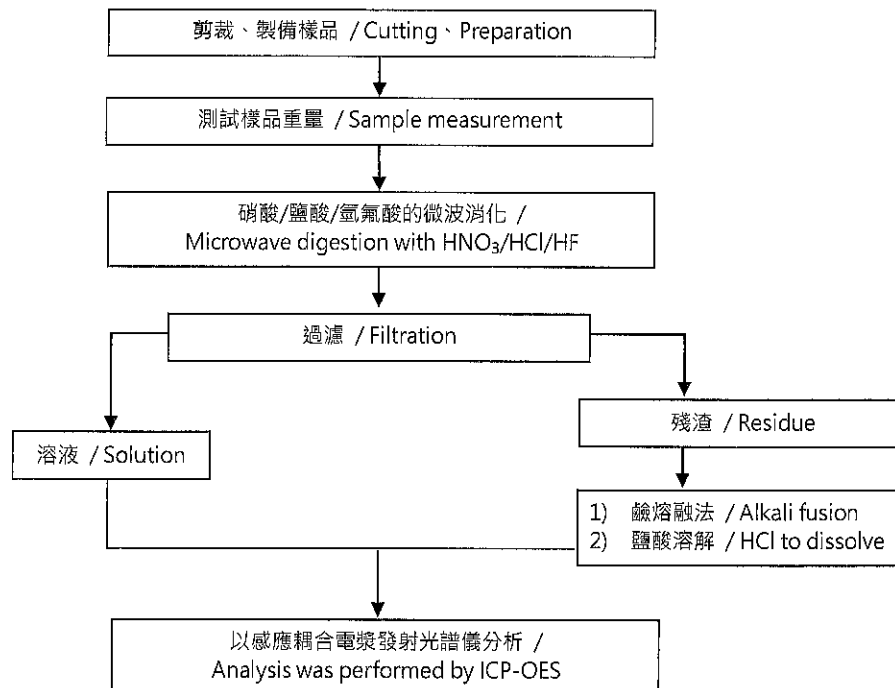 剪裁、製備樣品 / Cutting、Preparation
測試樣品重量 / Sample measurement
硝酸/鹽酸/氫氟酸的微波消化 /
Microwave digestion with HNO₃/HCl/HF
過濾 / Filtration
殘渣 / Residue
溶液 / Solution
1) 鹼熔融法 / Alkali fusion
2) 鹽酸溶解 / HCl to dissolve
以感應耦合電漿發射光譜儀分析 /
Analysis was performed by ICP-OES